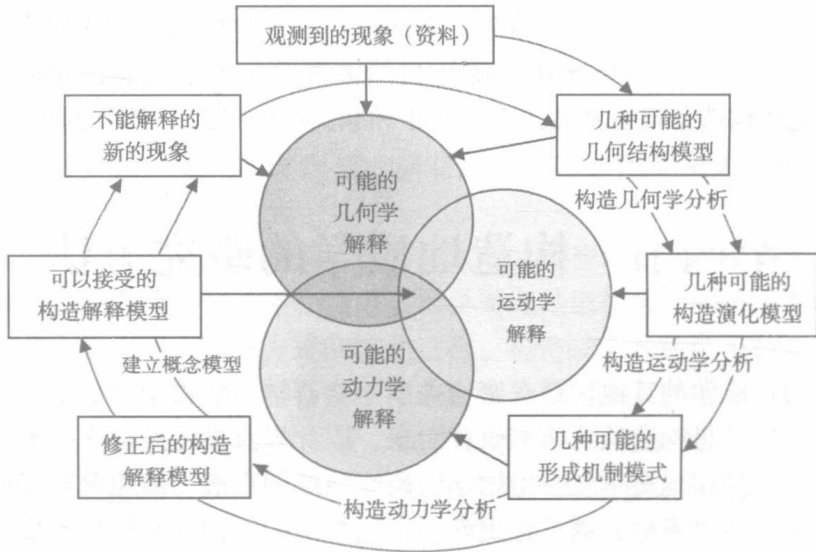 观测到的现象（资料）
不能解释的
新的现象
几种可能的
几何结构模型
可能的
几何学
解释
构造几何学分析
可以接受的
构造解释模型
可能的
运动学
解释
几种可能的
构造演化模型
建立概念模型
可能的
动力学
解释
构造运动学分析
修正后的构造
解释模型
几种可能的
形成机制模式
构造动力学分析